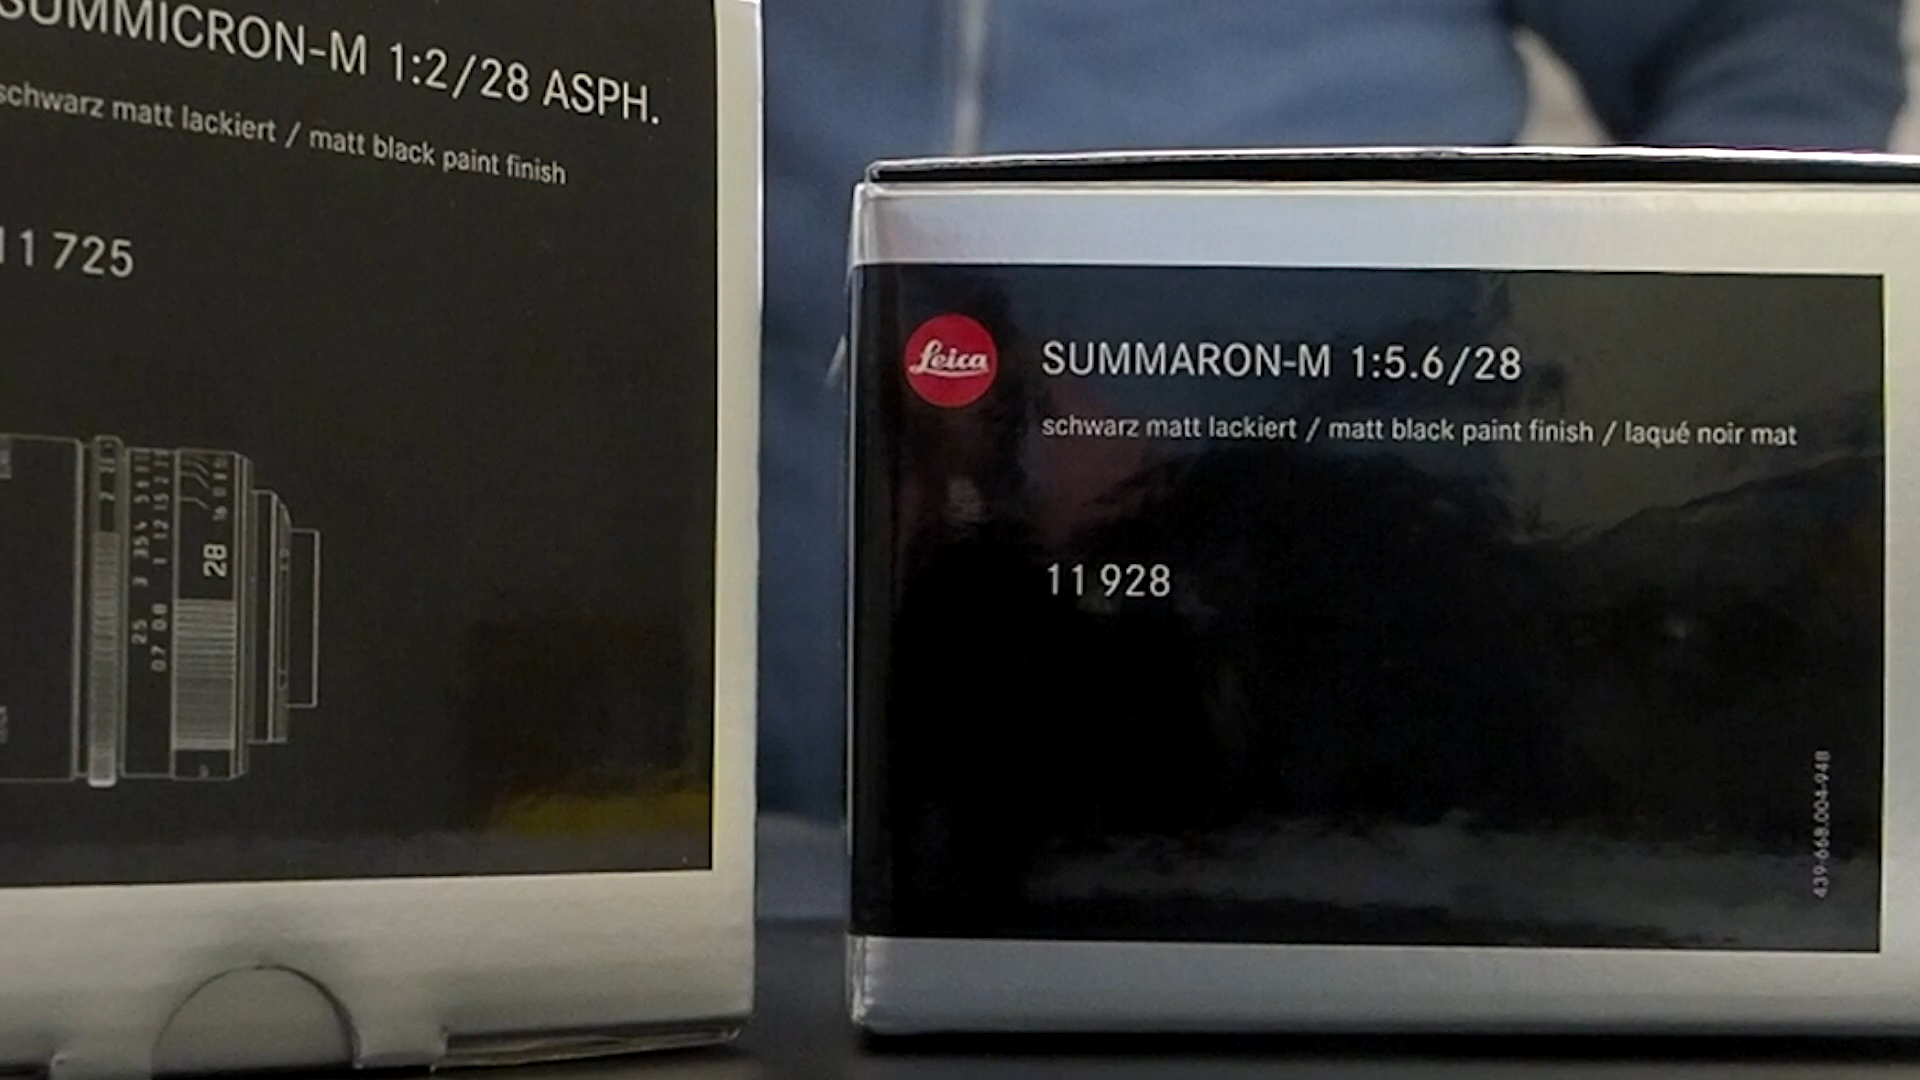 SUMMICRON-M 1:2/28 ASPH.
schwarz matt lackiert / matt black paint finish
11 725
28
Leica
SUMMARON-M 1:5.6/28
schwarz matt lackiert / matt black paint finish / laqué noir mat
11 928
439-668.004-948